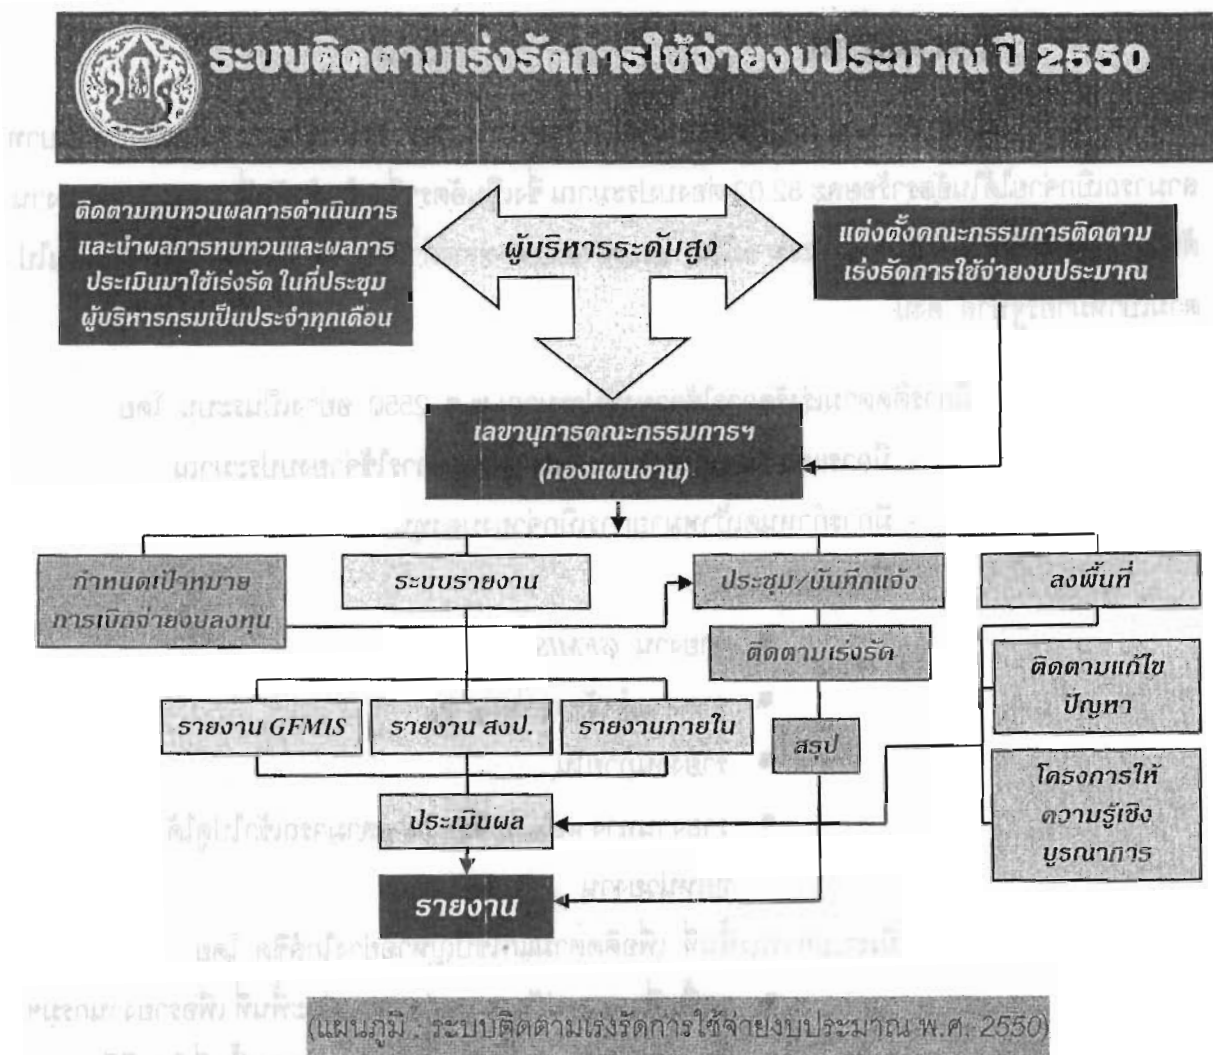 ระบบติดตามเร่งรัดการใช้จ่ายงบประมาณ ปี 2550
ติดตามทบทวนผลการดำเนินการ
และนำผลการทบทวนและผลการ
ประเมินมาใช้เร่งรัด ในที่ประชุม
ผู้บริหารกรมเป็นประจำทุกเดือน
ผู้บริหารระดับสูง
แต่งตั้งคณะกรรมการติดตาม
เร่งรัดการใช้จ่ายงบประมาณ
เลขานุการคณะกรรมการฯ
(กองแผนงาน)
กำหนดเป้าหมาย
การเบิกจ่ายงบลงทุน
ระบบรายงาน
ประชุม/บันทึกแจ้ง
ลงพื้นที่
ติดตามเร่งรัด
ติดตามแก้ไข
ปัญหา
รายงาน GFMIS
รายงาน สงป.
รายงานภายใน
สรป
โครงการให้
ความรู้เชิง
บูรณาการ
ประเมินผล
รายงาน
(แผนภูมิ : ระบบติดตามเร่งรัดการใช้จ่ายงบประมาณ พ.ศ. 2550)